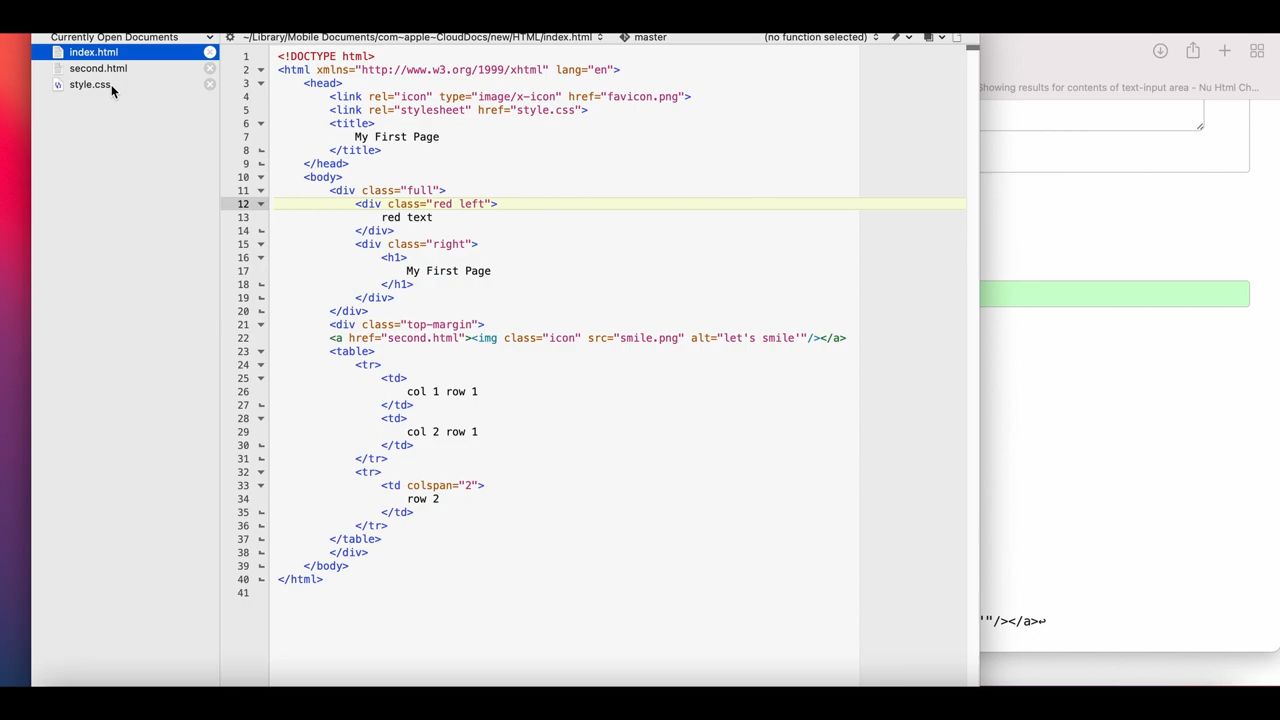 Currently Open Documents
index.html
second.html
style.css
~/Library/Mobile Documents/com~apple~CloudDocs/new/HTML/index.html
master
(no function selected)
1 <!DOCTYPE html>
2 <html xmlns="http://www.w3.org/1999/xhtml" lang="en">
3 <head>
4 <link rel="icon" type="image/x-icon" href="favicon.png">
5 <link rel="stylesheet" href="style.css">
6 <title>
7 My First Page
8 </title>
9 </head>
10 <body>
11 <div class="full">
12 <div class="red left">
13 red text
14 </div>
15 <div class="right">
16 <h1>
17 My First Page
18 </h1>
19 </div>
20 </div>
21 <div class="top-margin">
22 <a href="second.html"><img class="icon" src="smile.png" alt="let's smile'"/></a>
23 <table>
24 <tr>
25 <td>
26 col 1 row 1
27 </td>
28 <td>
29 col 2 row 1
30 </td>
31 </tr>
32 <tr>
33 <td colspan="2">
34 row 2
35 </td>
36 </tr>
37 </table>
38 </div>
39 </body>
40 </html>
41
Showing results for contents of text-input area - Nu Html Ch...
'"/></a>↩